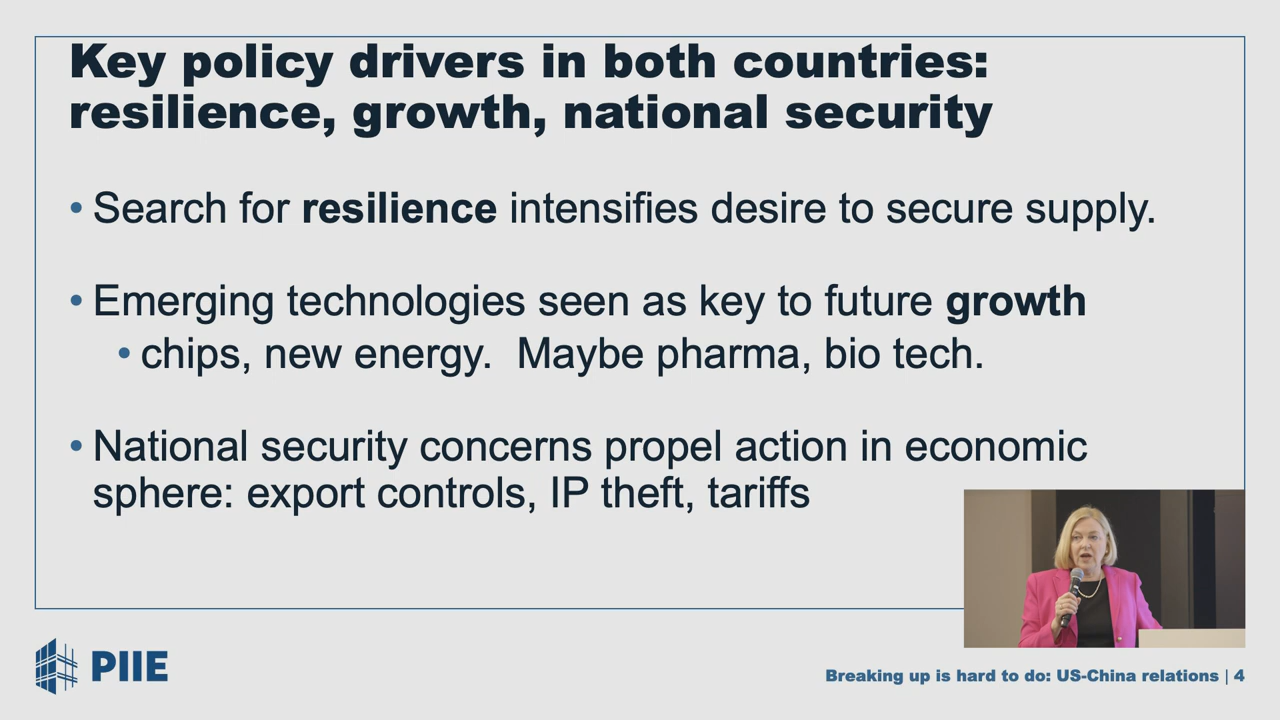 Key policy drivers in both countries:
resilience, growth, national security
• Search for resilience intensifies desire to secure supply.
• Emerging technologies seen as key to future growth
• chips, new energy.  Maybe pharma, bio tech.
• National security concerns propel action in economic
sphere: export controls, IP theft, tariffs
PIIE
Breaking up is hard to do: US-China relations | 4